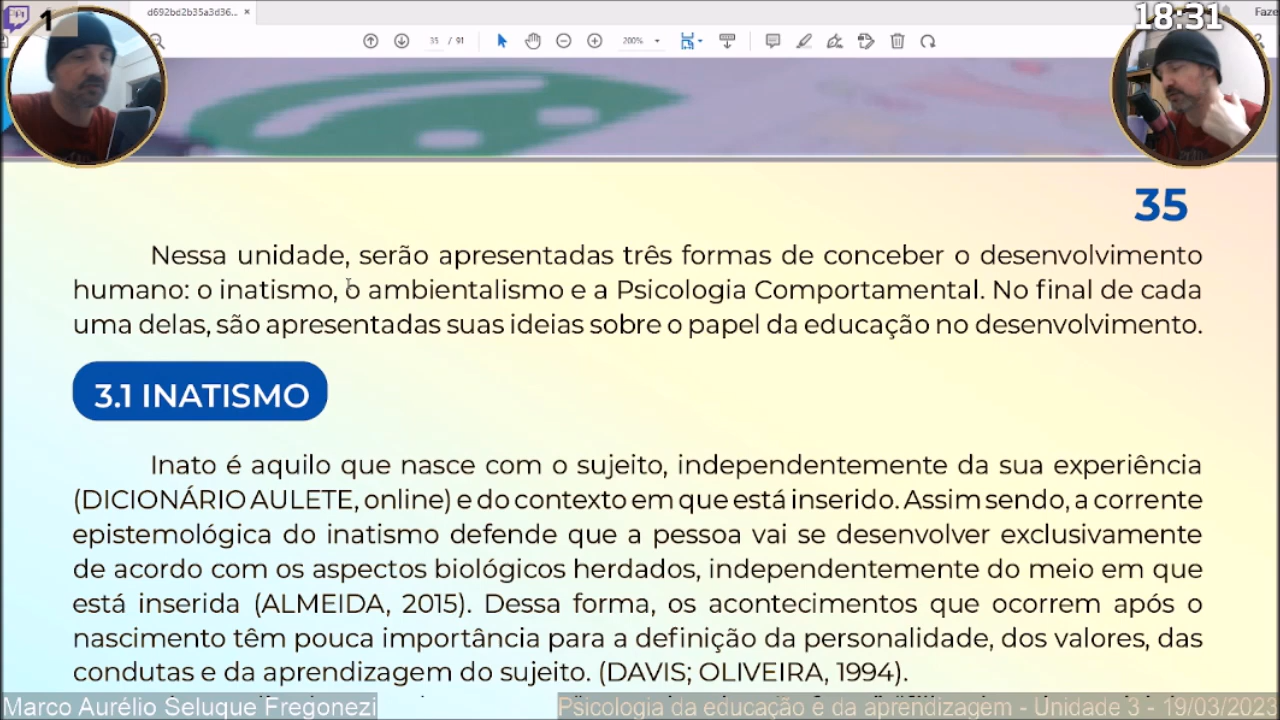 1
d692bd2b35a3d36...
18:31
Faze
35 / 91
200%
35
Nessa unidade, serão apresentadas três formas de conceber o desenvolvimento
humano: o inatismo, o ambientalismo e a Psicologia Comportamental. No final de cada
uma delas, são apresentadas suas ideias sobre o papel da educação no desenvolvimento.
3.1 INATISMO
Inato é aquilo que nasce com o sujeito, independentemente da sua experiência
(DICIONÁRIO AULETE, online) e do contexto em que está inserido. Assim sendo, a corrente
epistemológica do inatismo defende que a pessoa vai se desenvolver exclusivamente
de acordo com os aspectos biológicos herdados, independentemente do meio em que
está inserida (ALMEIDA, 2015). Dessa forma, os acontecimentos que ocorrem após o
nascimento têm pouca importância para a definição da personalidade, dos valores, das
condutas e da aprendizagem do sujeito. (DAVIS; OLIVEIRA, 1994).
Marco Aurélio Seluque Fregonezi
Psicologia da educação e da aprendizagem - Unidade 3 - 19/03/2023